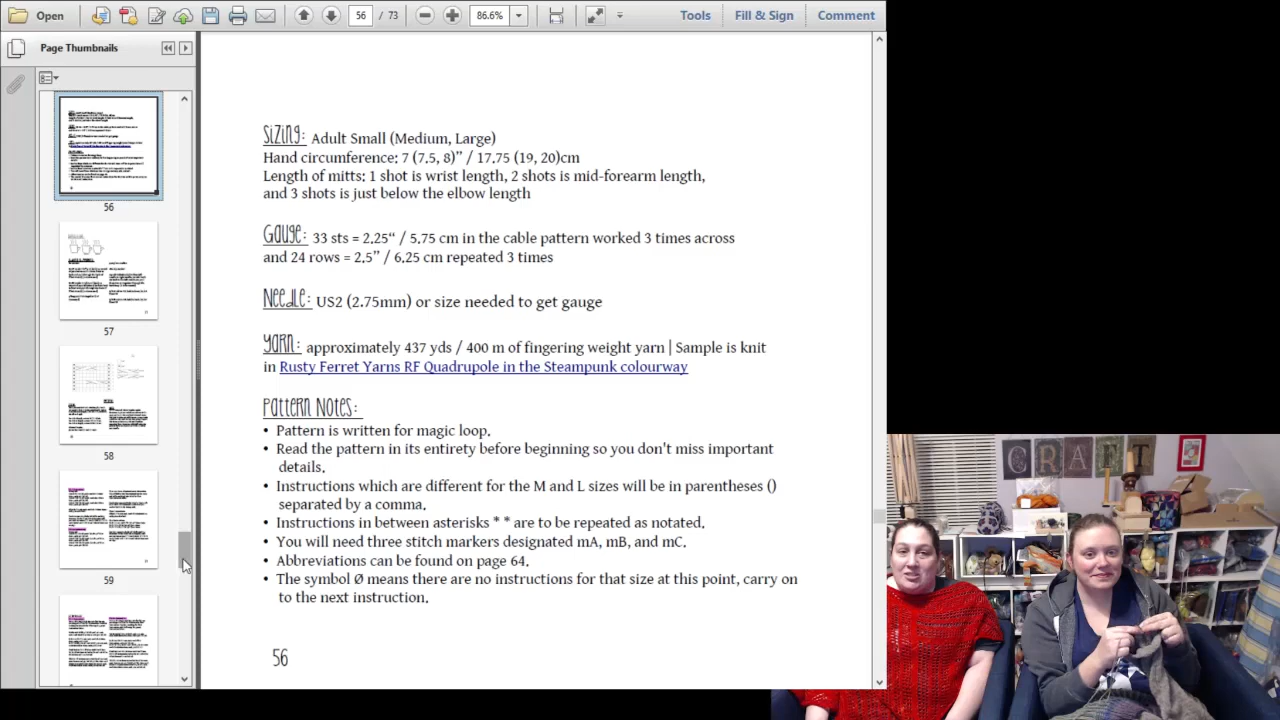 Open
56 / 73
86.6%
Tools
Fill & Sign
Comment
Page Thumbnails
56
57
58
59
Sizing: Adult Small (Medium, Large)
Hand circumference: 7 (7.5, 8)” / 17.73(19, 20)cm
Length of mitts: 1 shot is wrist length, 2 shots is mid-forearm length,
and 3 shots is just below the elbow length
Gauge: 33 sts = 2.25“ / 5.75 cm in the cable pattern worked 3 times across
and 24 rows = 2.5” / 6.25 cm repeated 3 times
Needle: US2 (2.75mm) or size needed to get gauge
Yarn: approximately 437 yds / 400 m of fingering weight yarn | Sample is knit
in Rusty Ferret Yarns RF Quadrupole in the Steampunk colourway
Pattern Notes:
• Pattern is written for magic loop.
• Read the pattern in its entirety before beginning so you don't miss important
details.
• Instructions which are different for the M and L sizes will be in parentheses ()
separated by a comma.
• Instructions in between asterisks * * are to be repeated as notated.
• You will need three stitch markers designated mA, mB, and mC.
• Abbreviations can be found on page 64.
• The symbol Ø means there are no instructions for that size at this point, carry on
to the next instruction.
56
CRAFT